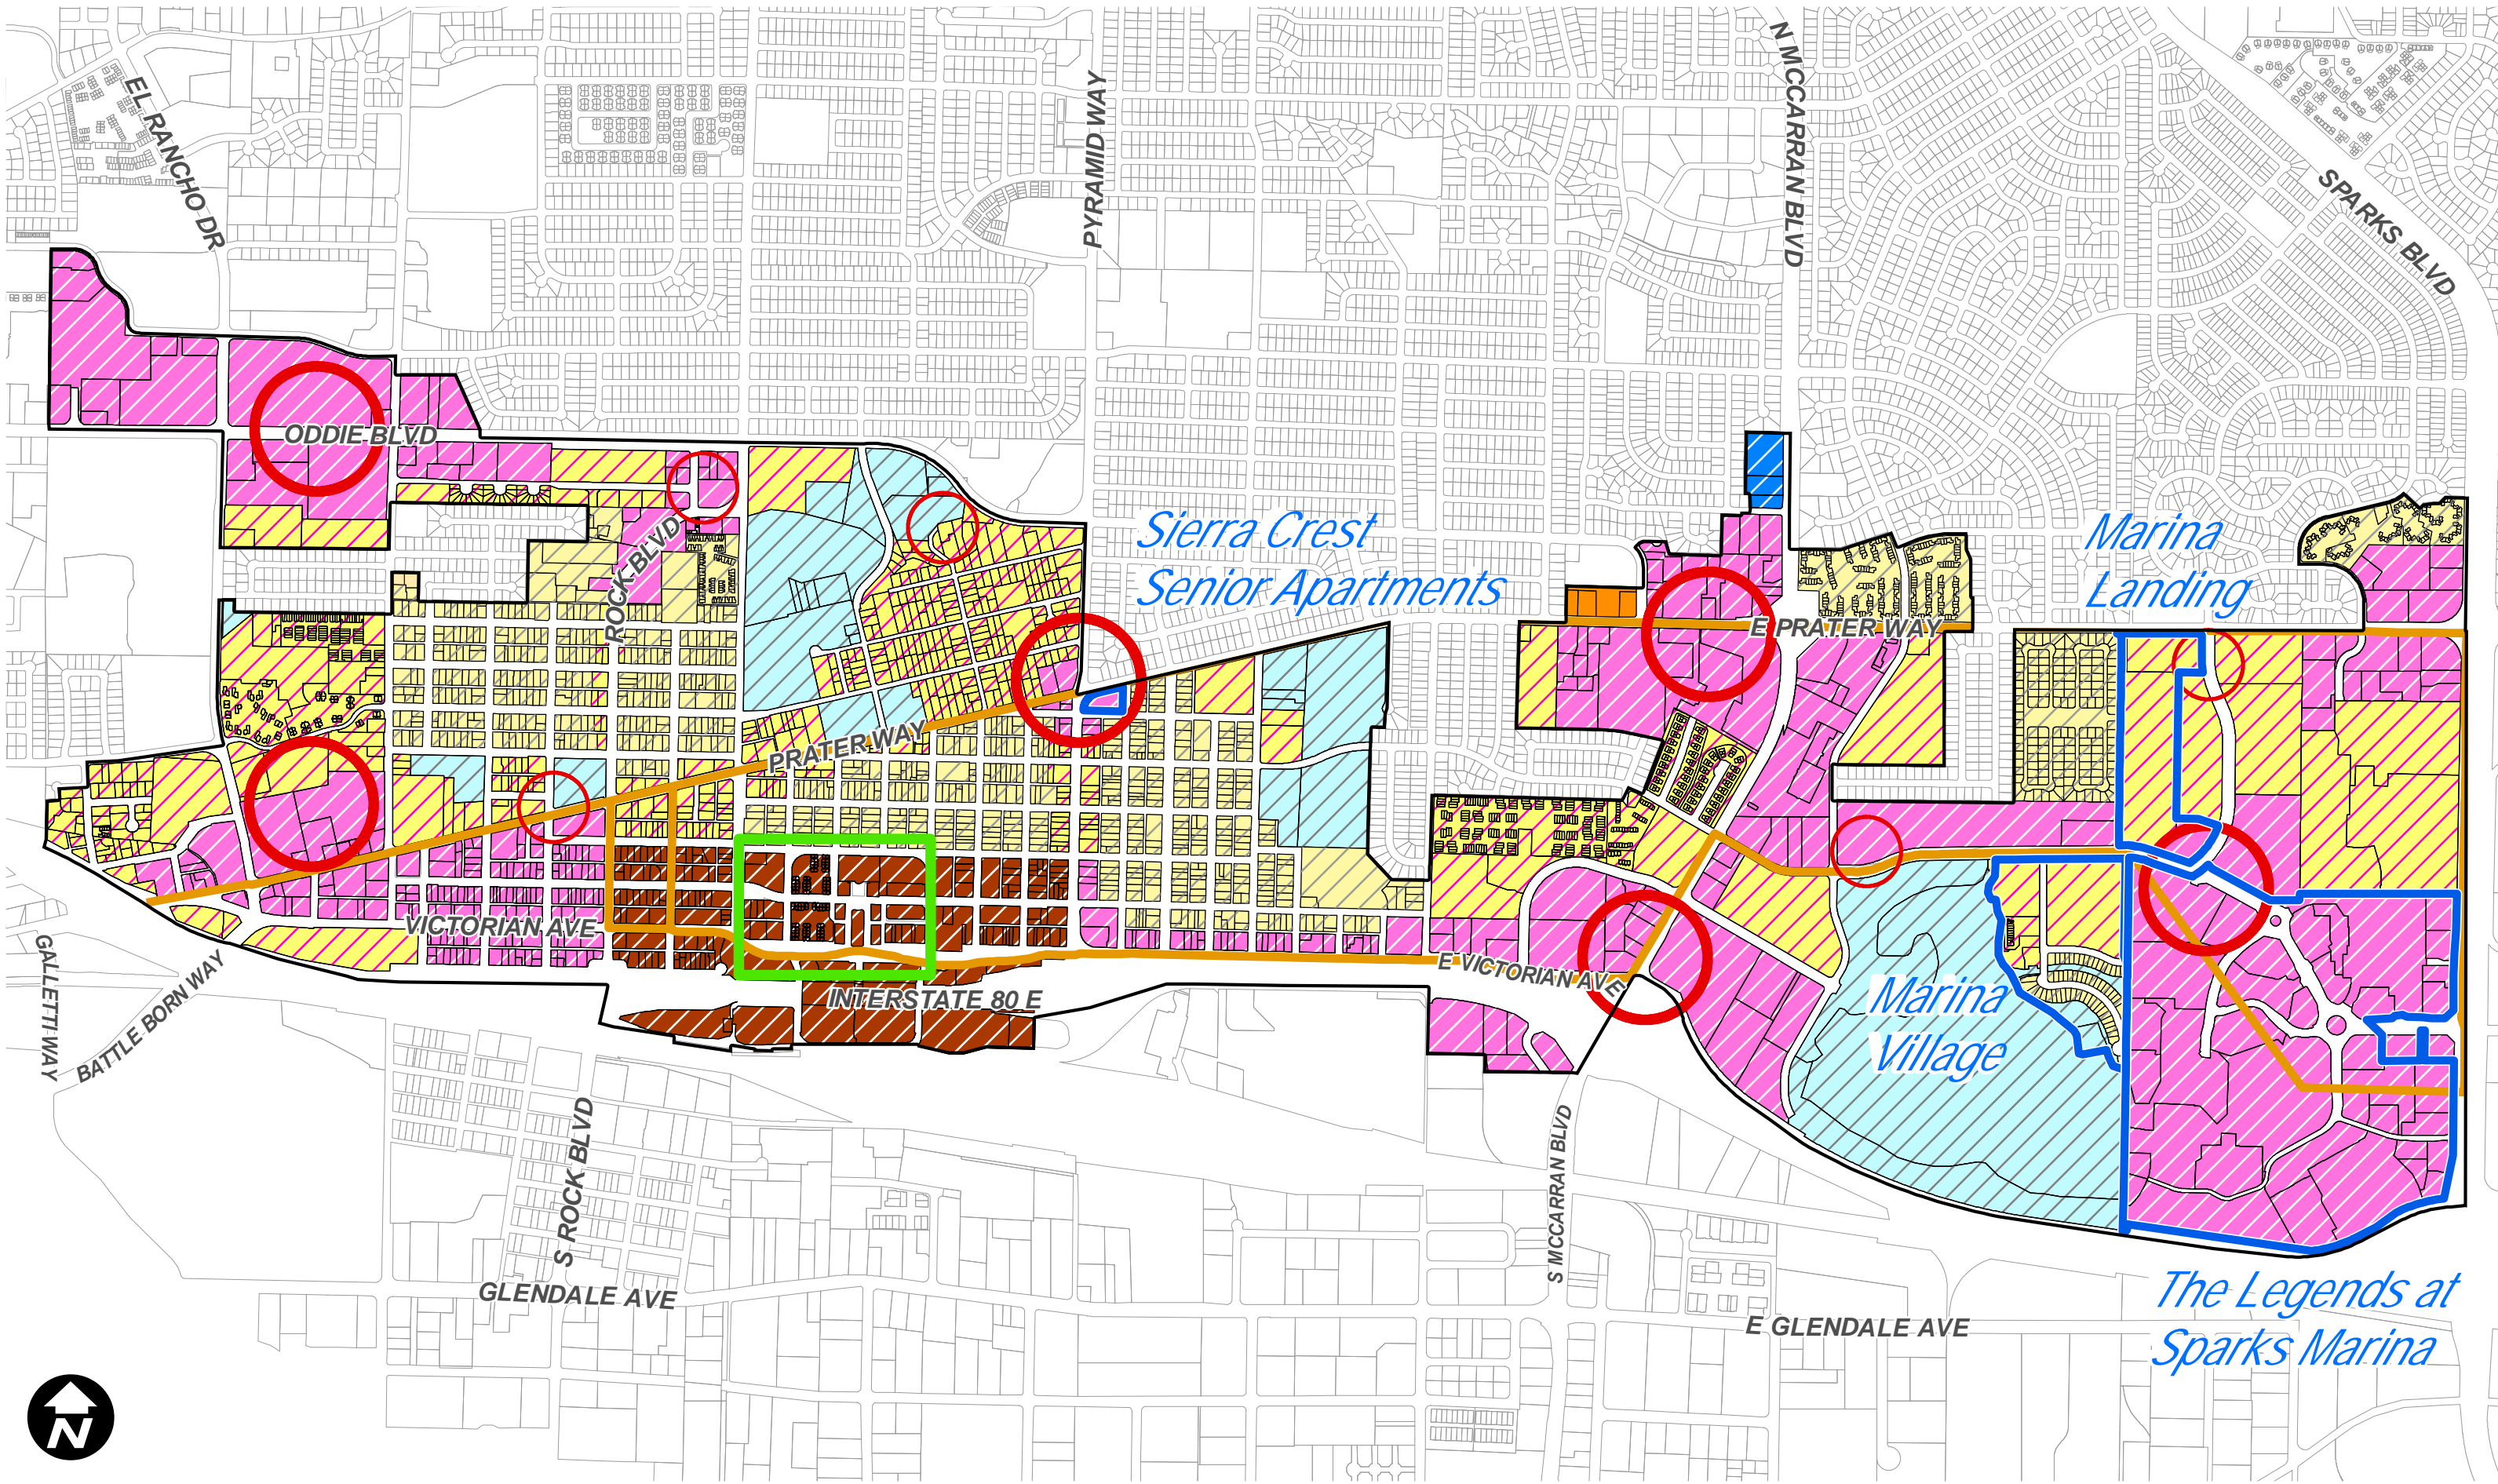 EL RANCHO DR
PYRAMID WAY
N MCCARRAN BLVD
SPARKS BLVD
ODDIE BLVD
ROCK BLVD
Sierra Crest
Senior Apartments
Marina
Landing
E PRATER WAY
PRATER WAY
VICTORIAN AVE
E VICTORIAN AVE
INTERSTATE 80 E
Marina
Village
GALLETTI WAY
BATTLE BORN WAY
S ROCK BLVD
S MCCARRAN BLVD
GLENDALE AVE
E GLENDALE AVE
The Legends at
Sparks Marina
N